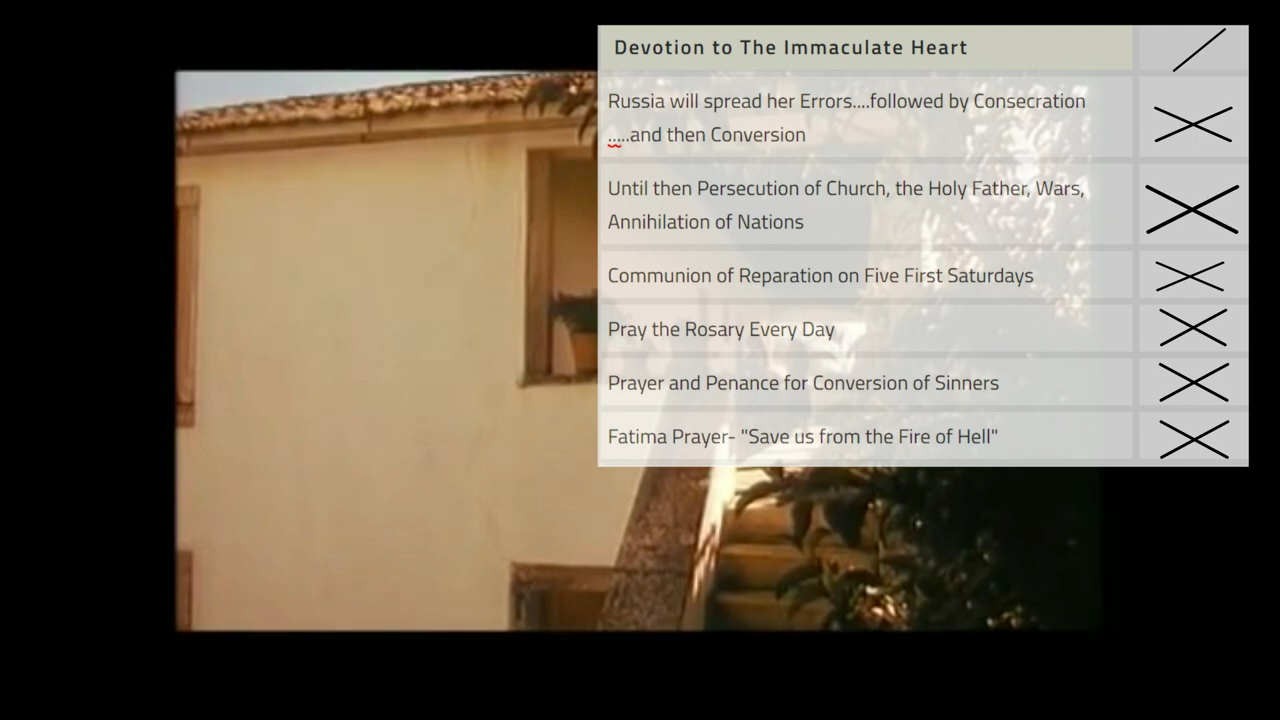 Devotion to The Immaculate Heart
Russia will spread her Errors....followed by Consecration
.....and then Conversion
Until then Persecution of Church, the Holy Father, Wars,
Annihilation of Nations
Communion of Reparation on Five First Saturdays
Pray the Rosary Every Day
Prayer and Penance for Conversion of Sinners
Fatima Prayer- "Save us from the Fire of Hell"